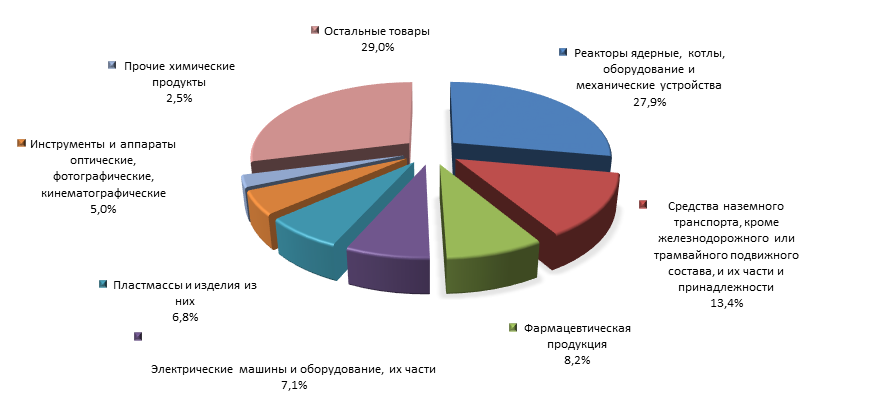 Остальные товары
29,0%
Реакторы ядерные, котлы,
оборудование и
механические устройства
27,9%
Прочие химические
продукты
2,5%
Инструменты и аппараты
оптические,
фотографические,
кинематографические
5,0%
Средства наземного
транспорта, кроме
железнодорожного или
трамвайного подвижного
состава, и их части и
принадлежности
13,4%
Пластмассы и изделия из
них
6,8%
Фармацевтическая
продукция
8,2%
Электрические машины и оборудование, их части
7,1%